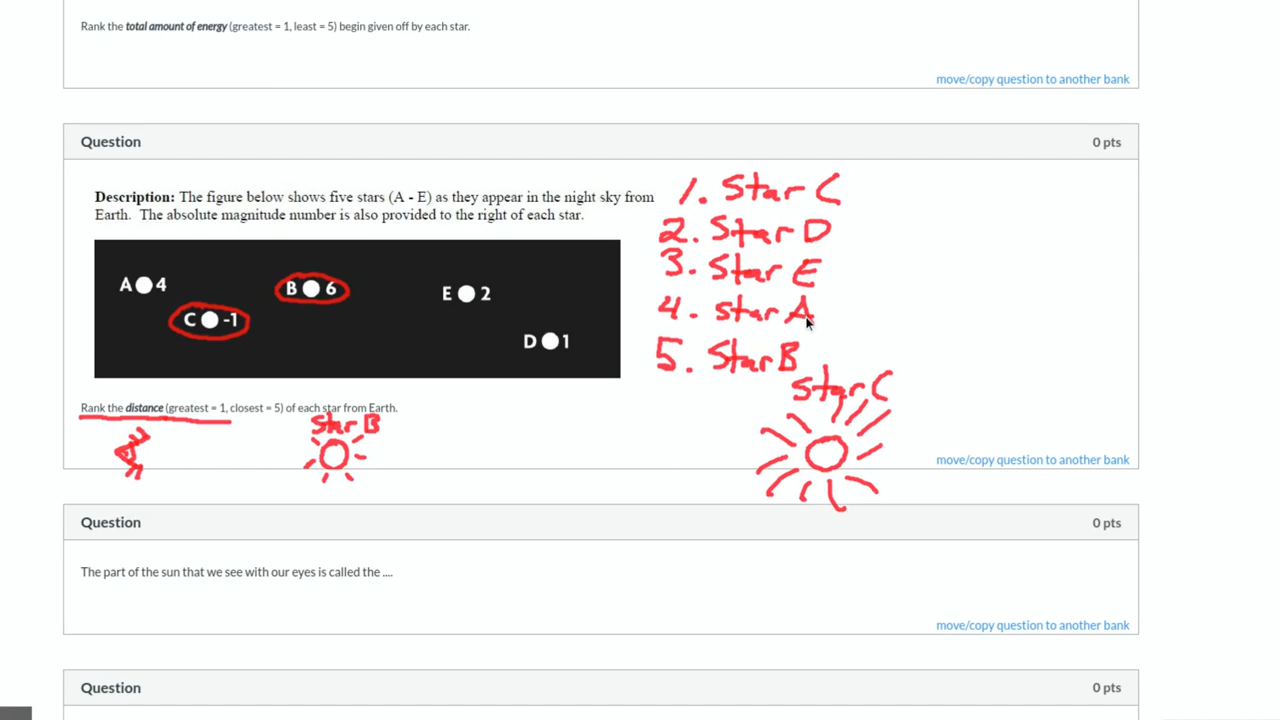 Rank the total amount of energy (greatest = 1, least = 5) begin given off by each star.
move/copy question to another bank
Question
0 pts
Description: The figure below shows five stars (A - E) as they appear in the night sky from
Earth. The absolute magnitude number is also provided to the right of each star.
A 4
B 6
E 2
C -1
D 1
1. Star C
2. Star D
3. Star E
4. Star A
5. Star B
Star C
Rank the distance (greatest = 1, closest = 5) of each star from Earth.
Star B
move/copy question to another bank
Question
0 pts
The part of the sun that we see with our eyes is called the ....
move/copy question to another bank
Question
0 pts